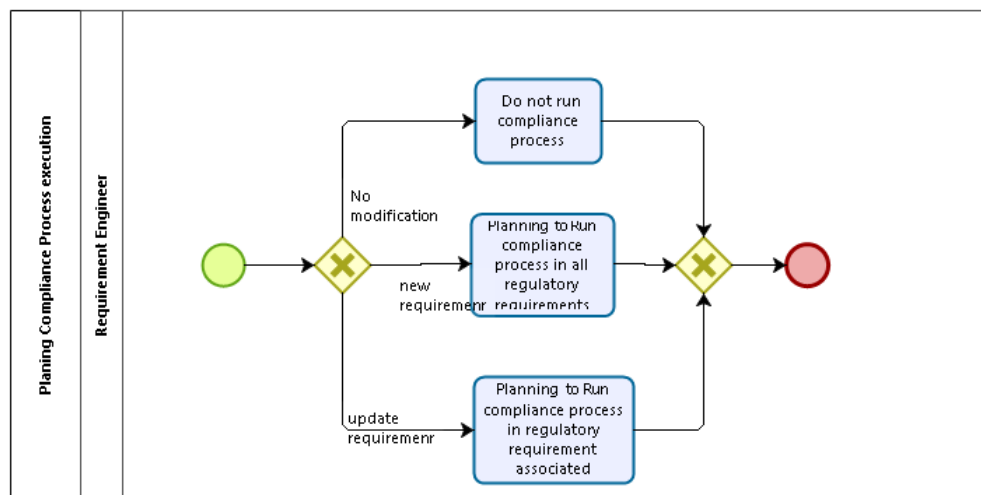 Planing Compliance Process execution
Requirement Engineer
Do not run
compliance
process
No
modification
Planning to Run
compliance
process in all
regulatory
requirements
new
requiremenr
update
requiremenr
Planning to Run
compliance process
in regulatory
requirement
associated